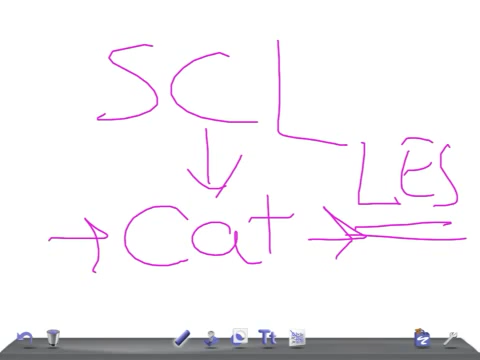 SCL
LES
→ Cat →